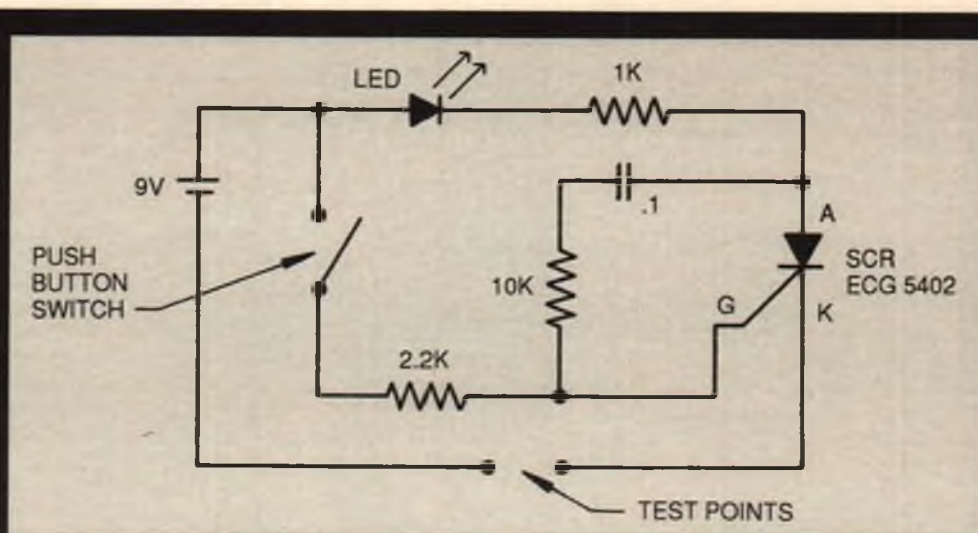 LED
1K
9V
.1
A
PUSH
BUTTON
SWITCH
10K
SCR
ECG 5402
G
K
2.2K
TEST POINTS